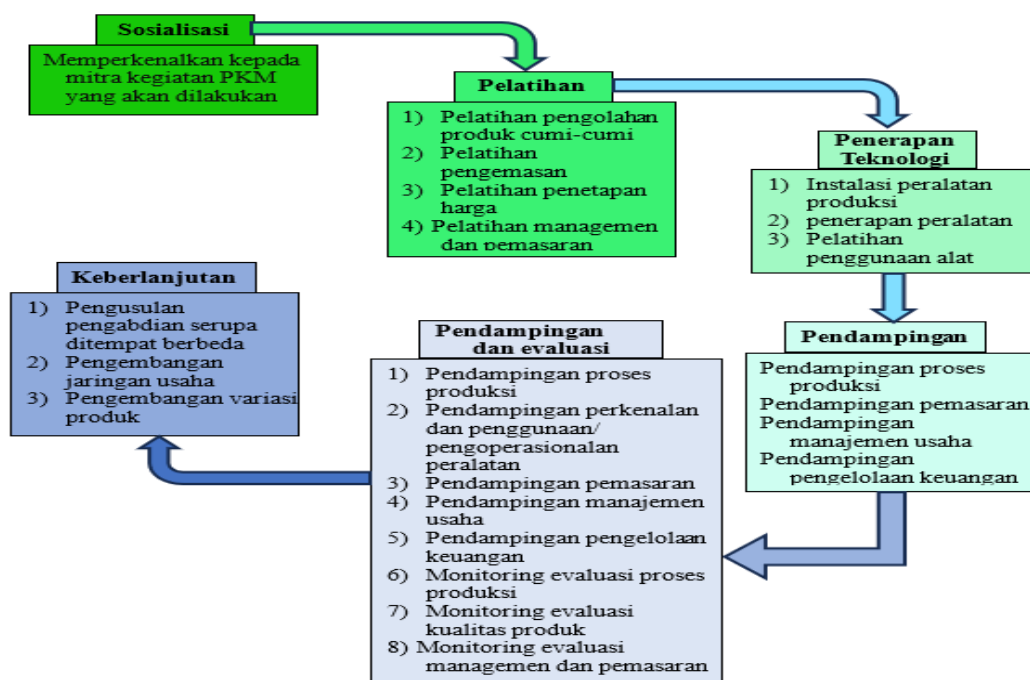 Sosialisasi
Memperkenalkan kepada
mitra kegiatan PKM
yang akan dilakukan
Pelatihan
1) Pelatihan pengolahan
produk cumi-cumi
2) Pelatihan
pengemasan
3) Pelatihan penetapan
harga
4) Pelatihan managemen
dan pemasaran
Penerapan
Teknologi
1) Instalasi peralatan
produksi
2) penerapan peralatan
3) Pelatihan
penggunaan alat
Pendampingan
Pendampingan proses
produksi
Pendampingan pemasaran
Pendampingan
manajemen usaha
Pendampingan
pengelolaan keuangan
Pendampingan
dan evaluasi
1) Pendampingan proses
produksi
2) Pendampingan perkenalan
dan penggunaan/
pengoperasionalan
peralatan
3) Pendampingan pemasaran
4) Pendampingan manajemen
usaha
5) Pendampingan pengelolaan
keuangan
6) Monitoring evaluasi proses
produksi
7) Monitoring evaluasi
kualitas produk
8) Monitoring evaluasi
managemen dan pemasaran
Keberlanjutan
1) Pengusulan
pengabdian serupa
ditempat berbeda
2) Pengembangan
jaringan usaha
3) Pengembangan variasi
produk